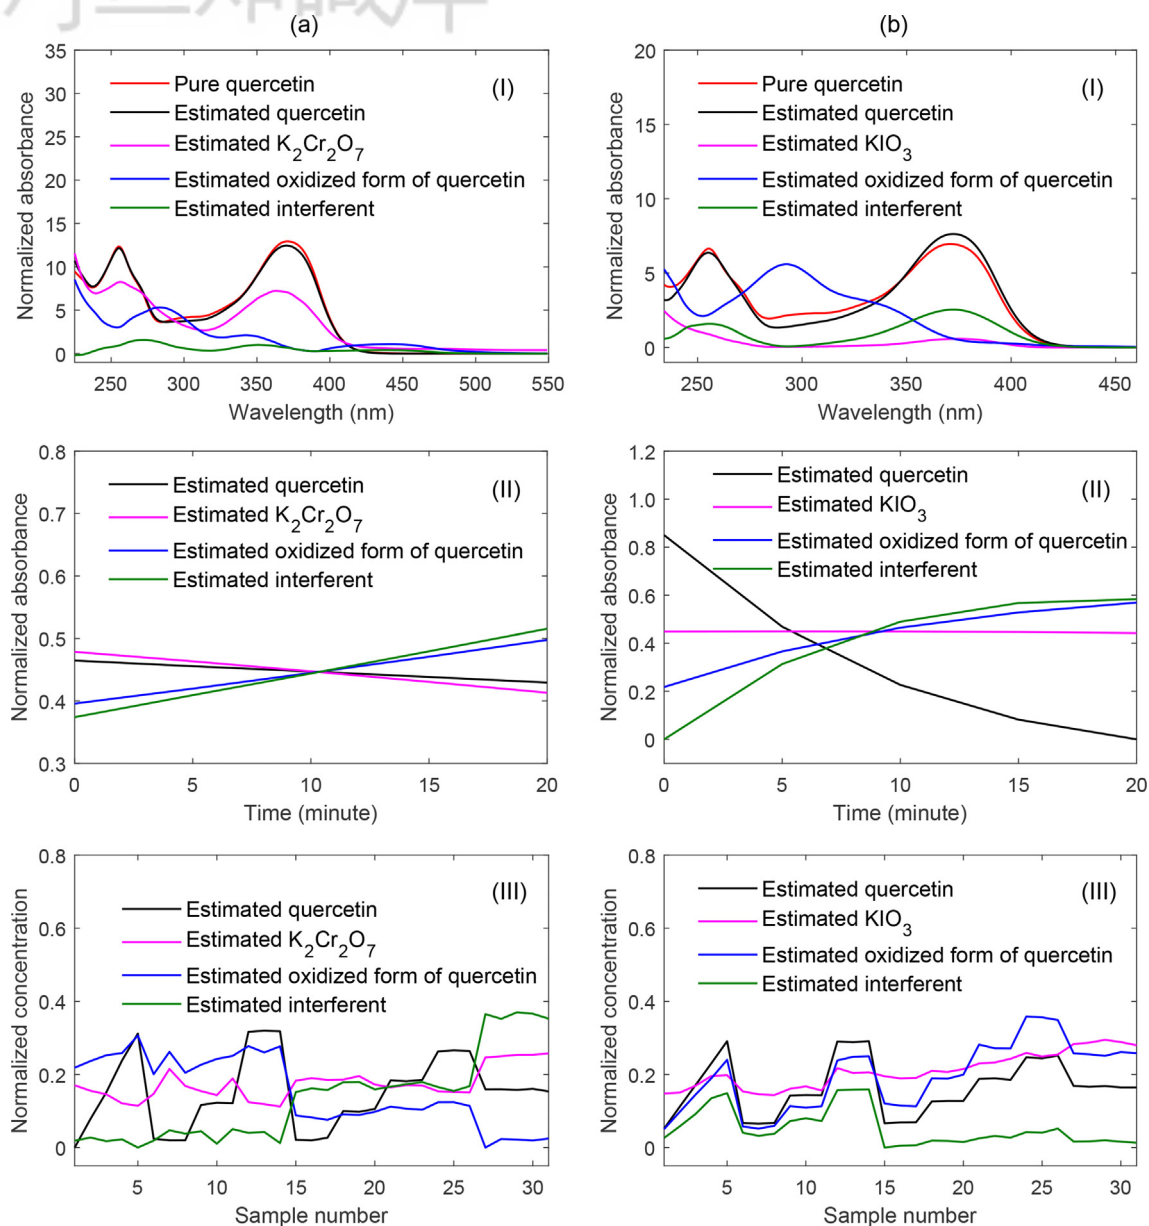 (a)
35
30
25
20
15
10
5
0
Normalized absorbance
Pure quercetin
Estimated quercetin
Estimated K2Cr2O7
Estimated oxidized form of quercetin
Estimated interferent
(I)
250 300 350 400 450 500 550
Wavelength (nm)
(b)
20
15
10
5
0
Normalized absorbance
Pure quercetin
Estimated quercetin
Estimated KIO3
Estimated oxidized form of quercetin
Estimated interferent
(I)
250 300 350 400 450
Wavelength (nm)
0.8
0.7
0.6
0.5
0.4
0.3
Normalized absorbance
Estimated quercetin
Estimated K2Cr2O7
Estimated oxidized form of quercetin
Estimated interferent
(II)
0 5 10 15 20
Time (minute)
1.2
1.0
0.8
0.6
0.4
0.2
0
Normalized absorbance
Estimated quercetin
Estimated KIO3
Estimated oxidized form of quercetin
Estimated interferent
(II)
0 5 10 15 20
Time (minute)
0.8
0.6
0.4
0.2
0
Normalized concentration
Estimated quercetin
Estimated K2Cr2O7
Estimated oxidized form of quercetin
Estimated interferent
(III)
5 10 15 20 25 30
Sample number
0.8
0.6
0.4
0.2
0
Normalized concentration
Estimated quercetin
Estimated KIO3
Estimated oxidized form of quercetin
Estimated interferent
(III)
5 10 15 20 25 30
Sample number